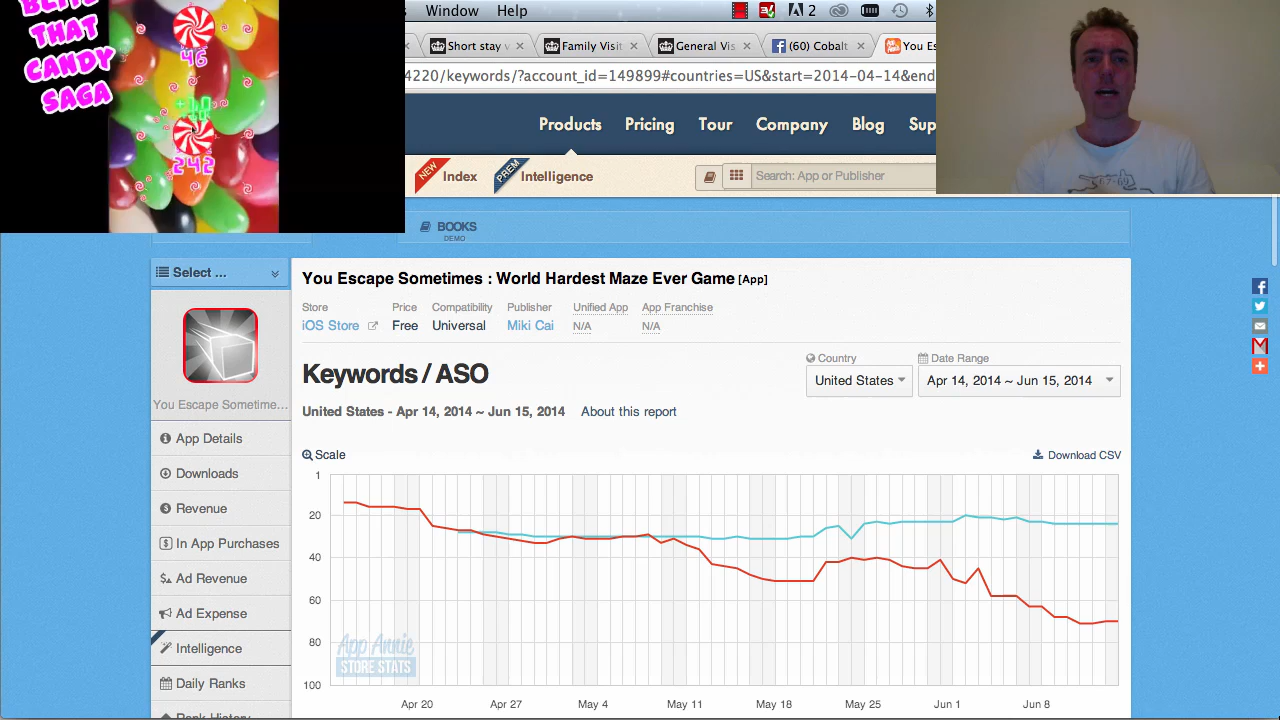 BLITZ
THAT
CANDY
SAGA
46
+10
242
Window Help
2
Short stay v
Family Visit
General Vis
(60) Cobalt
You Es
4220/keywords/?account_id=149899#countries=US&start=2014-04-14&end
Products Pricing Tour Company Blog Sup
NEW Index PREM Intelligence Search: App or Publisher
67-69
BOOKS
DEMO
Select ...
You Escape Sometimes : World Hardest Maze Ever Game [App]
Store Price Compatibility Publisher Unified App App Franchise
iOS Store Free Universal Miki Cai N/A N/A
You Escape Sometime...
Keywords / ASO
Country Date Range
United States Apr 14, 2014 ~ Jun 15, 2014
United States - Apr 14, 2014 ~ Jun 15, 2014 About this report
App Details
Downloads
Revenue
In App Purchases
Ad Revenue
Ad Expense
Intelligence
Daily Ranks
Rank History
Scale Download CSV
1
20
40
60
80
100
App Annie
STORE STATS
Apr 20 Apr 27 May 4 May 11 May 18 May 25 Jun 1 Jun 8